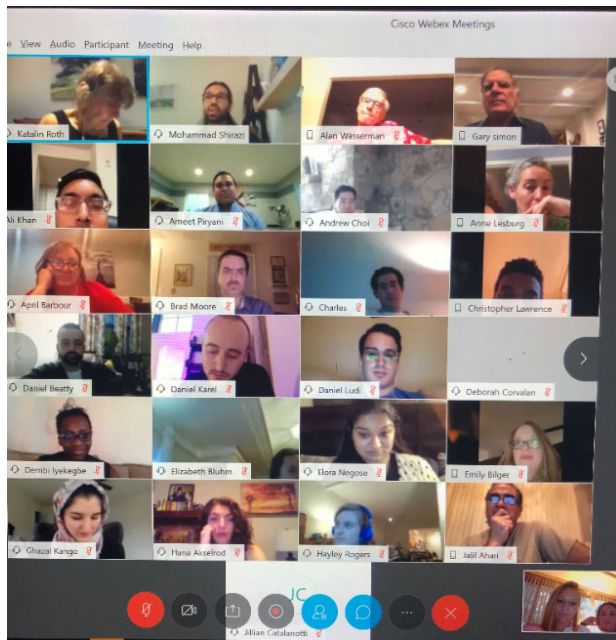 Cisco Webex Meetings
e View Audio Participant Meeting Help
Katalin Roth
Mohammad Shirazi
Alan Wasserman
Gary simon
Ali Khan
Ameet Piryani
Andrew Choi
Anne Lesburg
April Barbour
Brad Moore
Charles
Christopher Lawrence
Daniel Beatty
Daniel Karel
Daniel Ludi
Deborah Corvalan
Dembi Iyekegbe
Elizabeth Bluhm
Elora Negose
Emily Bilger
Ghazal Kango
Hana Akselrod
Hayley Rogers
Jalil Ahari
JC
Jillian Catalanotti